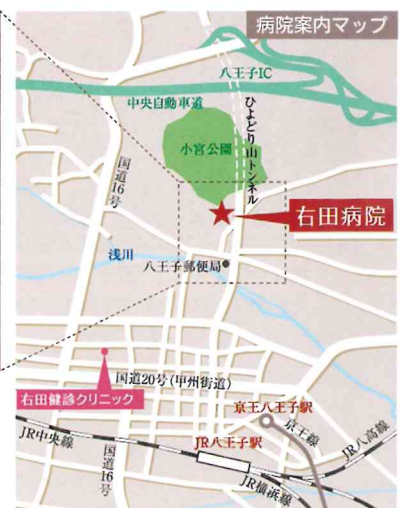 病院案内マップ
八王子IC
中央自動車道
ひよどり山トンネル
小宮公園
国道16号
右田病院
浅川
八王子郵便局
国道20号(甲州街道)
右田健診クリニック
京王八王子駅
京王線
JR八高線
JR中央線
JR八王子駅
国道16号
JR横浜線